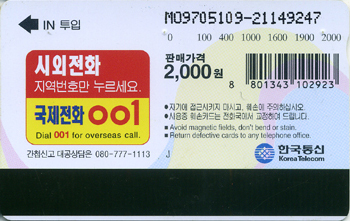 IN 투입
MO9705109-21149247
0 100 400 1000 1600 1900 2000
판매가격
2,000원
8 801343 102923
시외전화
지역번호만 누르세요.
국제전화 001
Dial 001 for overseas call.
간첩신고 대공상담은 080-777-1113
J
● 자기에 접근시키지 마시고, 훼손에 주의하십시오.
● 사용중 훼손카드는 전화국에서 교정하여 드립니다.
■ Avoid magnetic fields, don't bend or stain.
■ Return defective cards to any telephone office.
한국통신
Korea Telecom